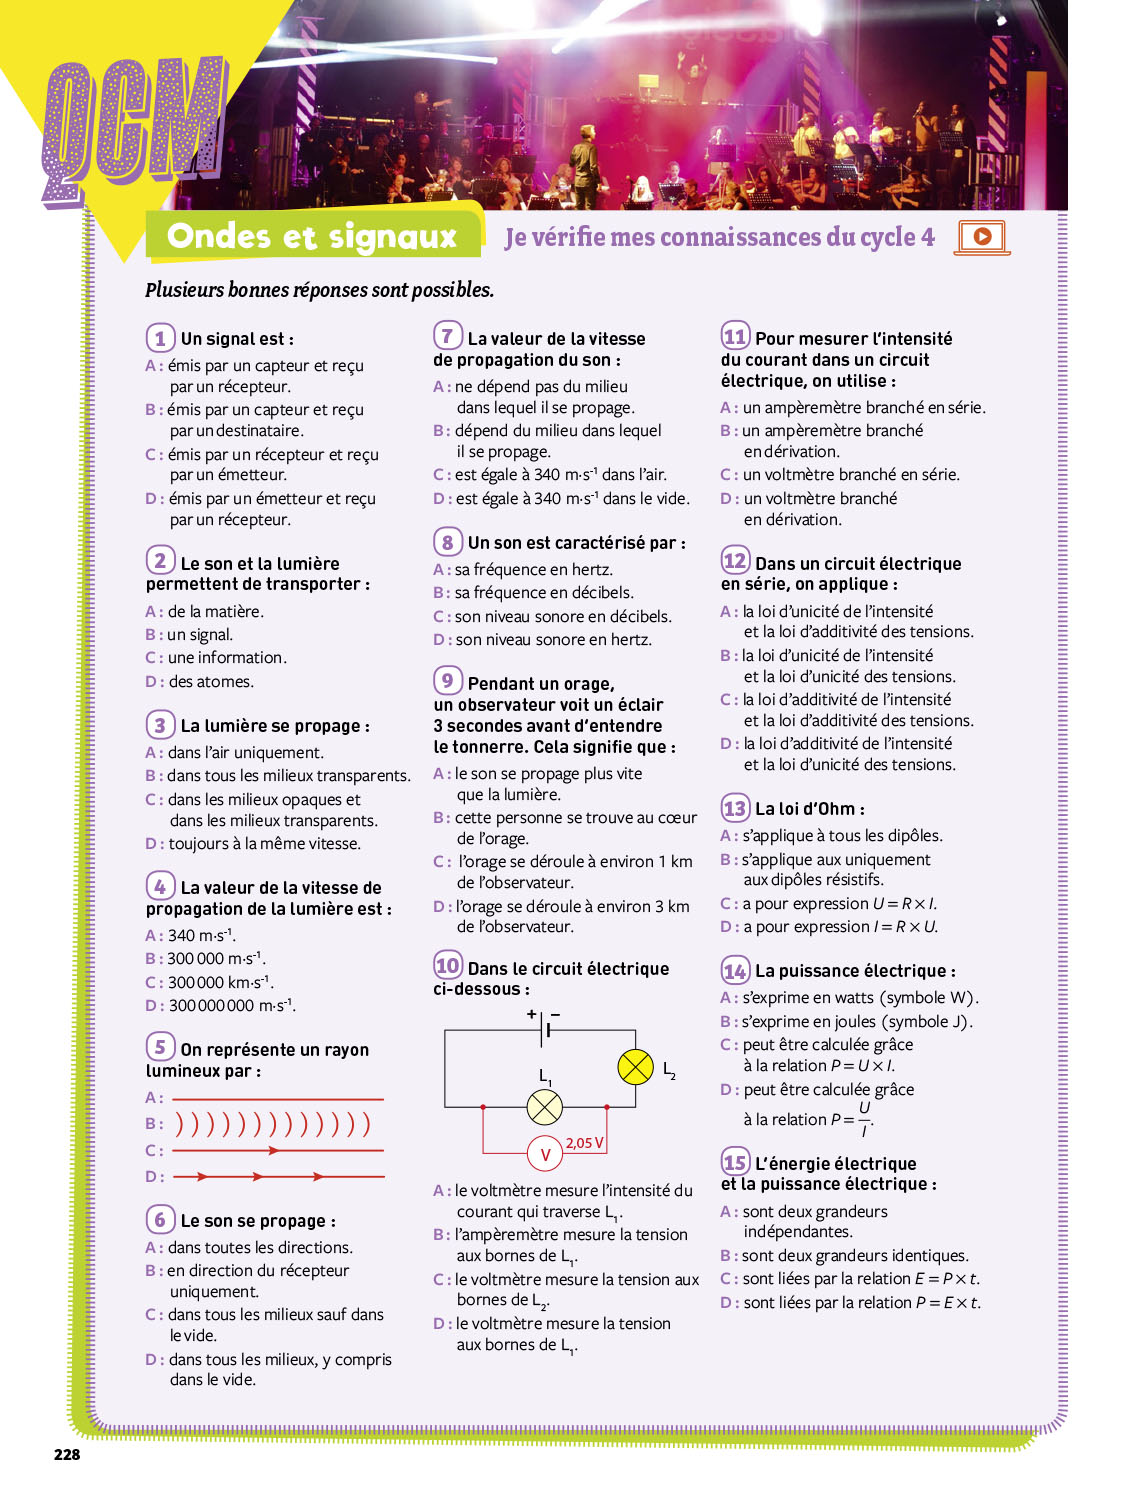 QCM
Ondes et signaux
Je vérifie mes connaissances du cycle 4
Plusieurs bonnes réponses sont possibles.
1 Un signal est :
A : émis par un capteur et reçu
par un récepteur.
B : émis par un capteur et reçu
par un destinataire.
C : émis par un récepteur et reçu
par un émetteur.
D : émis par un émetteur et reçu
par un récepteur.
2 Le son et la lumière
permettent de transporter :
A : de la matière.
B : un signal.
C : une information.
D : des atomes.
3 La lumière se propage :
A : dans l’air uniquement.
B : dans tous les milieux transparents.
C : dans les milieux opaques et
dans les milieux transparents.
D : toujours à la même vitesse.
4 La valeur de la vitesse de
propagation de la lumière est :
A : 340 m·s⁻¹.
B : 300 000 m·s⁻¹.
C : 300 000 km·s⁻¹.
D : 300 000 000 m·s⁻¹.
5 On représente un rayon
lumineux par :
A :
B :
C :
D :
6 Le son se propage :
A : dans toutes les directions.
B : en direction du récepteur
uniquement.
C : dans tous les milieux sauf dans
le vide.
D : dans tous les milieux, y compris
dans le vide.
7 La valeur de la vitesse
de propagation du son :
A : ne dépend pas du milieu
dans lequel il se propage.
B : dépend du milieu dans lequel
il se propage.
C : est égale à 340 m·s⁻¹ dans l’air.
D : est égale à 340 m·s⁻¹ dans le vide.
8 Un son est caractérisé par :
A : sa fréquence en hertz.
B : sa fréquence en décibels.
C : son niveau sonore en décibels.
D : son niveau sonore en hertz.
9 Pendant un orage,
un observateur voit un éclair
3 secondes avant d’entendre
le tonnerre. Cela signifie que :
A : le son se propage plus vite
que la lumière.
B : cette personne se trouve au cœur
de l’orage.
C : l’orage se déroule à environ 1 km
de l’observateur.
D : l’orage se déroule à environ 3 km
de l’observateur.
10 Dans le circuit électrique
ci-dessous :
+ –
L₁
L₂
V
2,05 V
A : le voltmètre mesure l’intensité du
courant qui traverse L₁.
B : l’ampèremètre mesure la tension
aux bornes de L₁.
C : le voltmètre mesure la tension aux
bornes de L₂.
D : le voltmètre mesure la tension
aux bornes de L₁.
11 Pour mesurer l’intensité
du courant dans un circuit
électrique, on utilise :
A : un ampèremètre branché en série.
B : un ampèremètre branché
en dérivation.
C : un voltmètre branché en série.
D : un voltmètre branché
en dérivation.
12 Dans un circuit électrique
en série, on applique :
A : la loi d’unicité de l’intensité
et la loi d’additivité des tensions.
B : la loi d’unicité de l’intensité
et la loi d’unicité des tensions.
C : la loi d’additivité de l’intensité
et la loi d’additivité des tensions.
D : la loi d’additivité de l’intensité
et la loi d’unicité des tensions.
13 La loi d’Ohm :
A : s’applique à tous les dipôles.
B : s’applique aux uniquement
aux dipôles résistifs.
C : a pour expression U = R × I.
D : a pour expression I = R × U.
14 La puissance électrique :
A : s’exprime en watts (symbole W).
B : s’exprime en joules (symbole J).
C : peut être calculée grâce
à la relation P = U × I.
D : peut être calculée grâce
à la relation P = U/I.
15 L’énergie électrique
et la puissance électrique :
A : sont deux grandeurs
indépendantes.
B : sont deux grandeurs identiques.
C : sont liées par la relation E = P × t.
D : sont liées par la relation P = E × t.
228